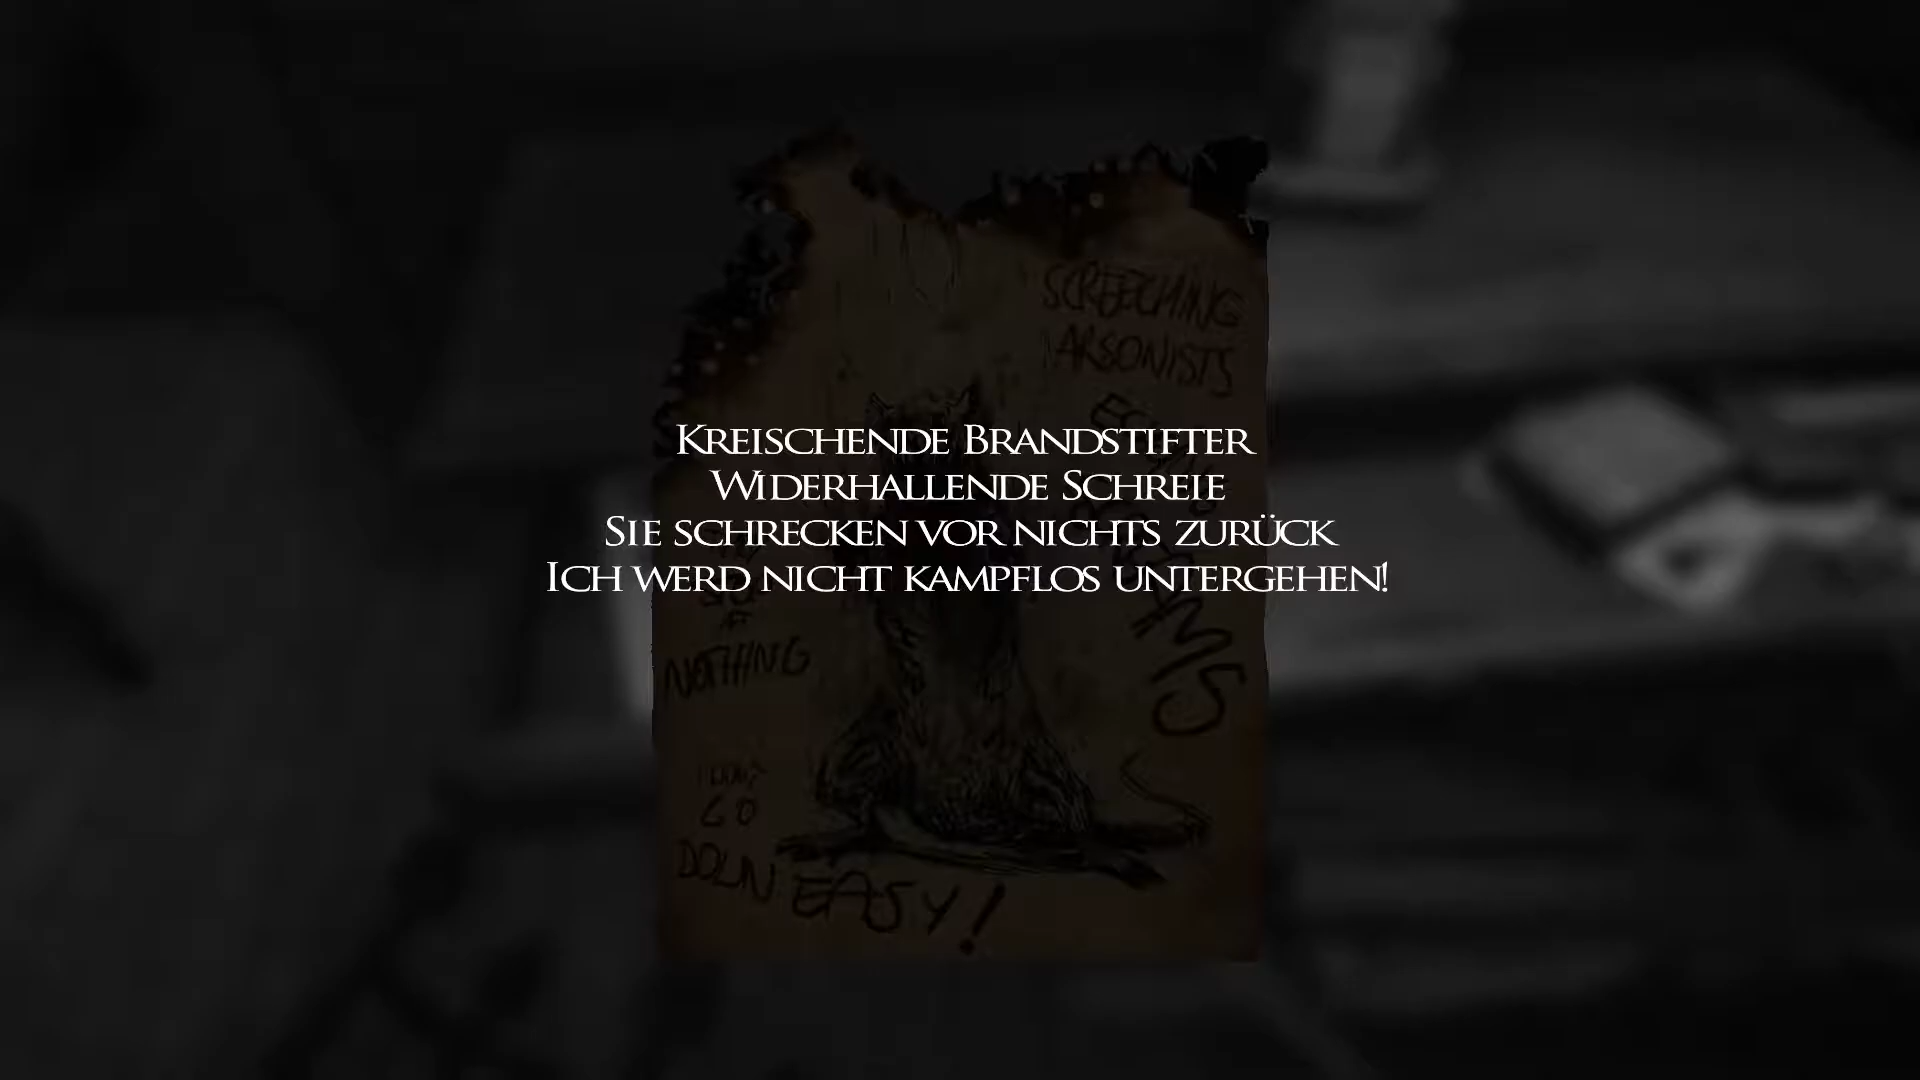 Kreischende Brandstifter
Widerhallende Schreie
Sie schrecken vor nichts zurück
Ich werd nicht kampflos untergehen!
SCREECHING
ARSONISTS
NOTHING
GO
DOWN EASY!